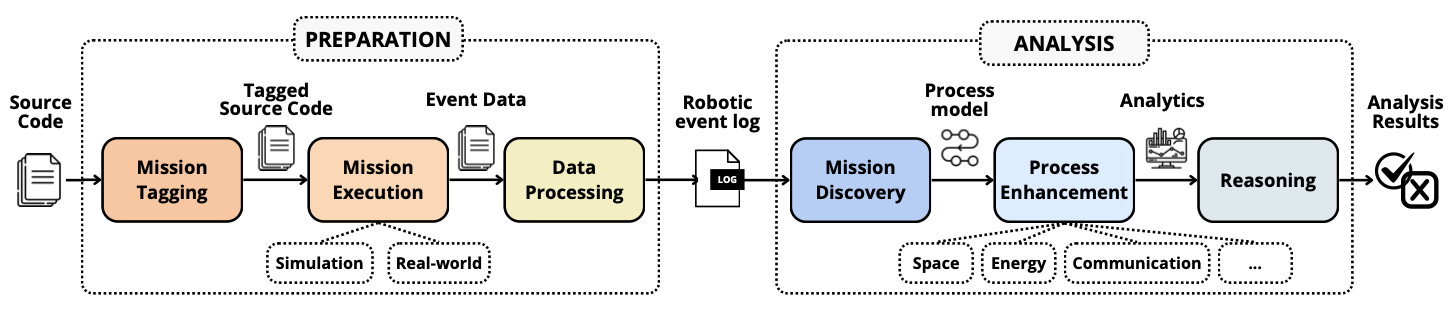 PREPARATION
ANALYSIS
Source
Code
Tagged
Source Code
Event Data
Robotic
event log
Process
model
Analytics
Analysis
Results
Mission
Tagging
Mission
Execution
Data
Processing
LOG
Mission
Discovery
Process
Enhancement
Reasoning
Simulation
Real-world
Space
Energy
Communication
...